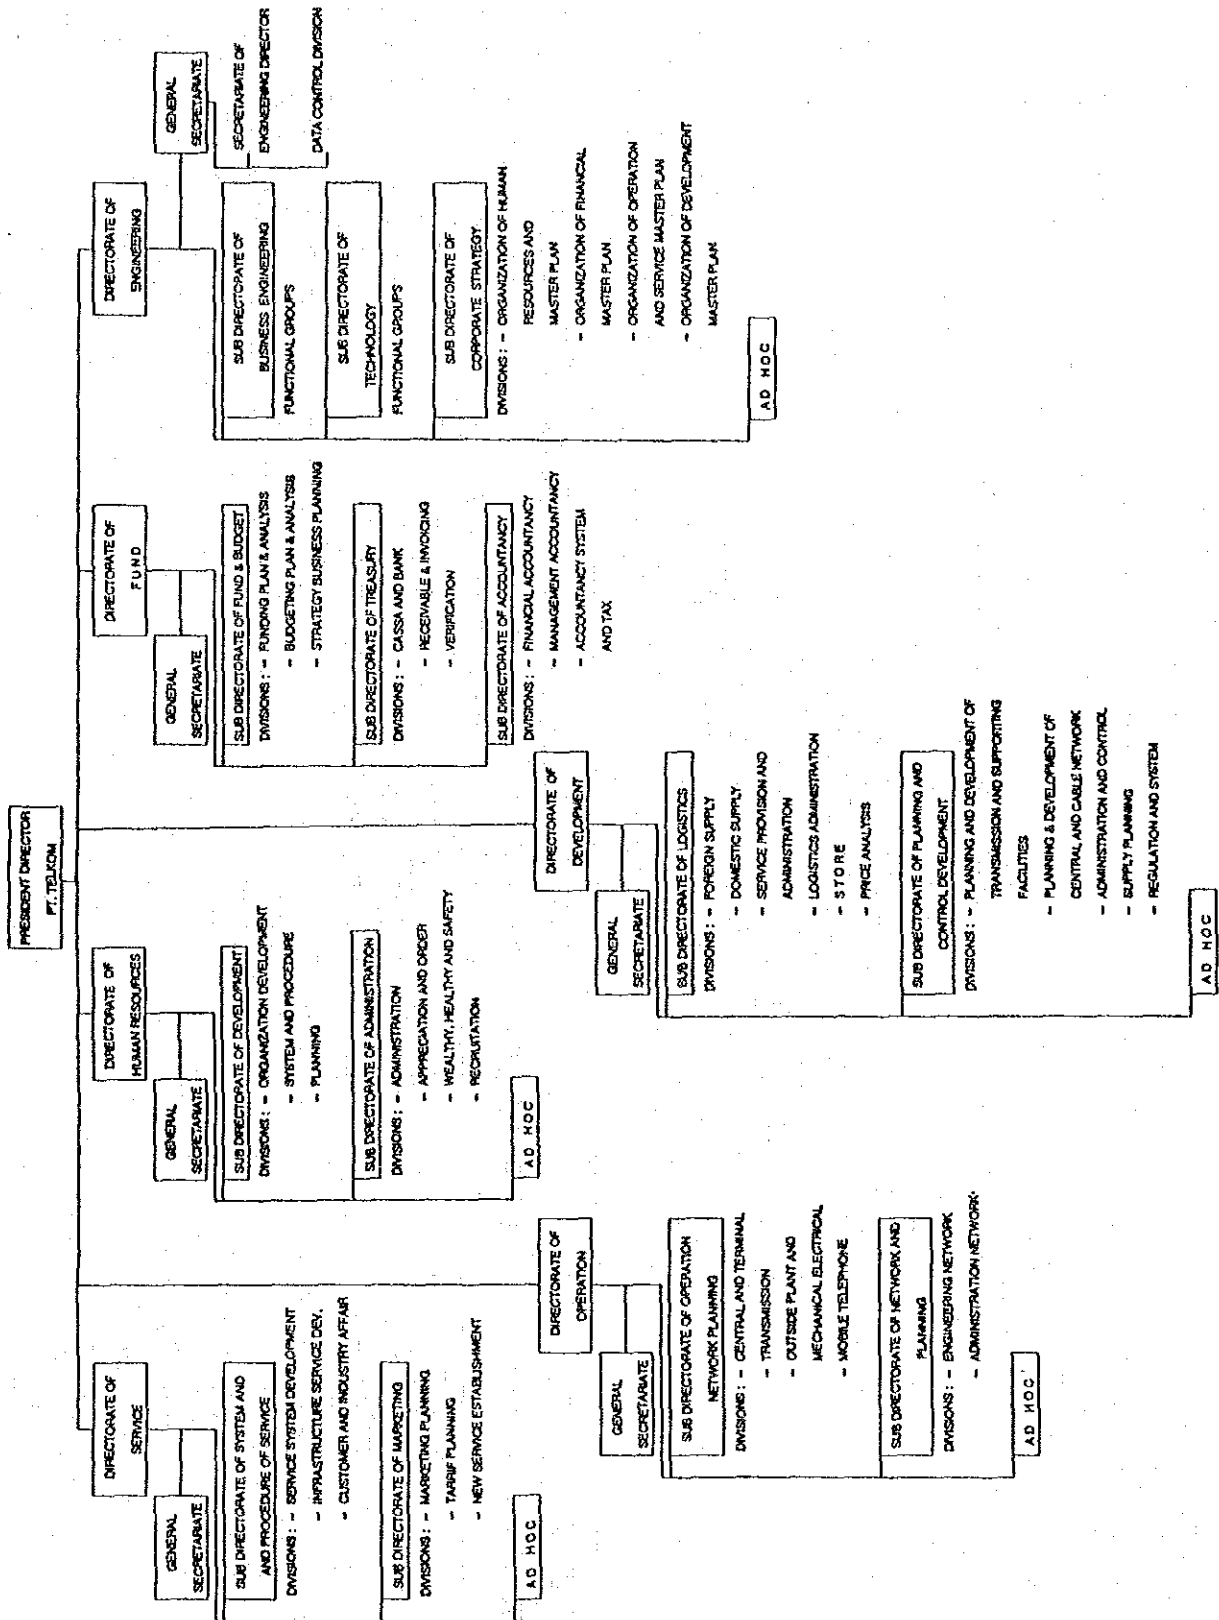 PRESIDENT DIRECTOR
PT. TELKOM
DIRECTORATE OF
SERVICE
GENERAL
SECRETARIATE
SUB DIRECTORATE OF SYSTEM AND
AND PROCEDURE OF SERVICE
DIVISIONS : - SERVICE SYSTEM DEVELOPMENT
- INFRASTRUCTURE SERVICE DEV.
- CUSTOMER AND INDUSTRY AFFAIR
SUB DIRECTORATE OF MARKETING
DIVISIONS : - MARKETING PLANNING
- TARRIF PLANNING
- NEW SERVICE ESTABLISHMENT
AD HOC
DIRECTORATE OF
HUMAN RESOURCES
GENERAL
SECRETARIATE
SUB DIRECTORATE OF DEVELOPMENT
DIVISIONS : - ORGANIZATION DEVELOPMENT
- SYSTEM AND PROCEDURE
- PLANNING
SUB DIRECTORATE OF ADMINISTRATION
DIVISIONS : - ADMINISTRATION
- APPRECIATION AND ORDER
- WEALTHY, HEALTHY AND SAFETY
- RECRUITATION
AD HOC
DIRECTORATE OF
FUND
GENERAL
SECRETARIATE
SUB DIRECTORATE OF FUND & BUDGET
DIVISIONS : - FUNDING PLAN & ANALYSIS
- BUDGETING PLAN & ANALYSIS
- STRATEGY BUSINESS PLANNING
SUB DIRECTORATE OF TREASURY
DIVISIONS : - CASSA AND BANK
- RECEIVABLE & INVOICING
- VERIFICATION
SUB DIRECTORATE OF ACCOUNTANCY
DIVISIONS : - FINANCIAL ACCOUNTANCY
- MANAGEMENT ACCOUNTANCY
- ACCOUNTANCY SYSTEM
AND TAX
DIRECTORATE OF
ENGINEERING
GENERAL
SECRETARIATE
SECRETARIATE OF
ENGINEERING DIRECTOR
DATA CONTROL DIVISION
SUB DIRECTORATE OF
BUSINESS ENGINEERING
FUNCTIONAL GROUPS
SUB DIRECTORATE OF
TECHNOLOGY
FUNCTIONAL GROUPS
SUB DIRECTORATE OF
CORPORATE STRATEGY
DIVISIONS : - ORGANIZATION OF HUMAN
RESOURCES AND
MASTER PLAN
- ORGANIZATION OF FINANCIAL
MASTER PLAN
- ORGANIZATION OF OPERATION
AND SERVICE MASTER PLAN
- ORGANIZATION OF DEVELOPMENT
MASTER PLAN
AD HOC
DIRECTORATE OF
OPERATION
GENERAL
SECRETARIATE
SUB DIRECTORATE OF OPERATION
NETWORK PLANNING
DIVISIONS : - CENTRAL AND TERMINAL
- TRANSMISSION
- OUTSIDE PLANT AND
MECHANICAL ELECTRICAL
- MOBILE TELEPHONE
SUB DIRECTORATE OF NETWORK AND
PLANNING
DIVISIONS : - ENGINEERING NETWORK
- ADMINISTRATION NETWORK
AD HOC
DIRECTORATE OF
DEVELOPMENT
GENERAL
SECRETARIATE
SUB DIRECTORATE OF LOGISTICS
DIVISIONS : - FOREIGN SUPPLY
- DOMESTIC SUPPLY
- SERVICE PROVISION AND
ADMINISTRATION
- LOGISTICS ADMINISTRATION
- STORE
- PRICE ANALYSIS
SUB DIRECTORATE OF PLANNING AND
CONTROL DEVELOPMENT
DIVISIONS : - PLANNING AND DEVELOPMENT OF
TRANSMISSION AND SUPPORTING
FACILITIES
- PLANNING & DEVELOPMENT OF
CENTRAL AND CABLE NETWORK
- ADMINISTRATION AND CONTROL
- SUPPLY PLANNING
- REGULATION AND SYSTEM
AD HOC